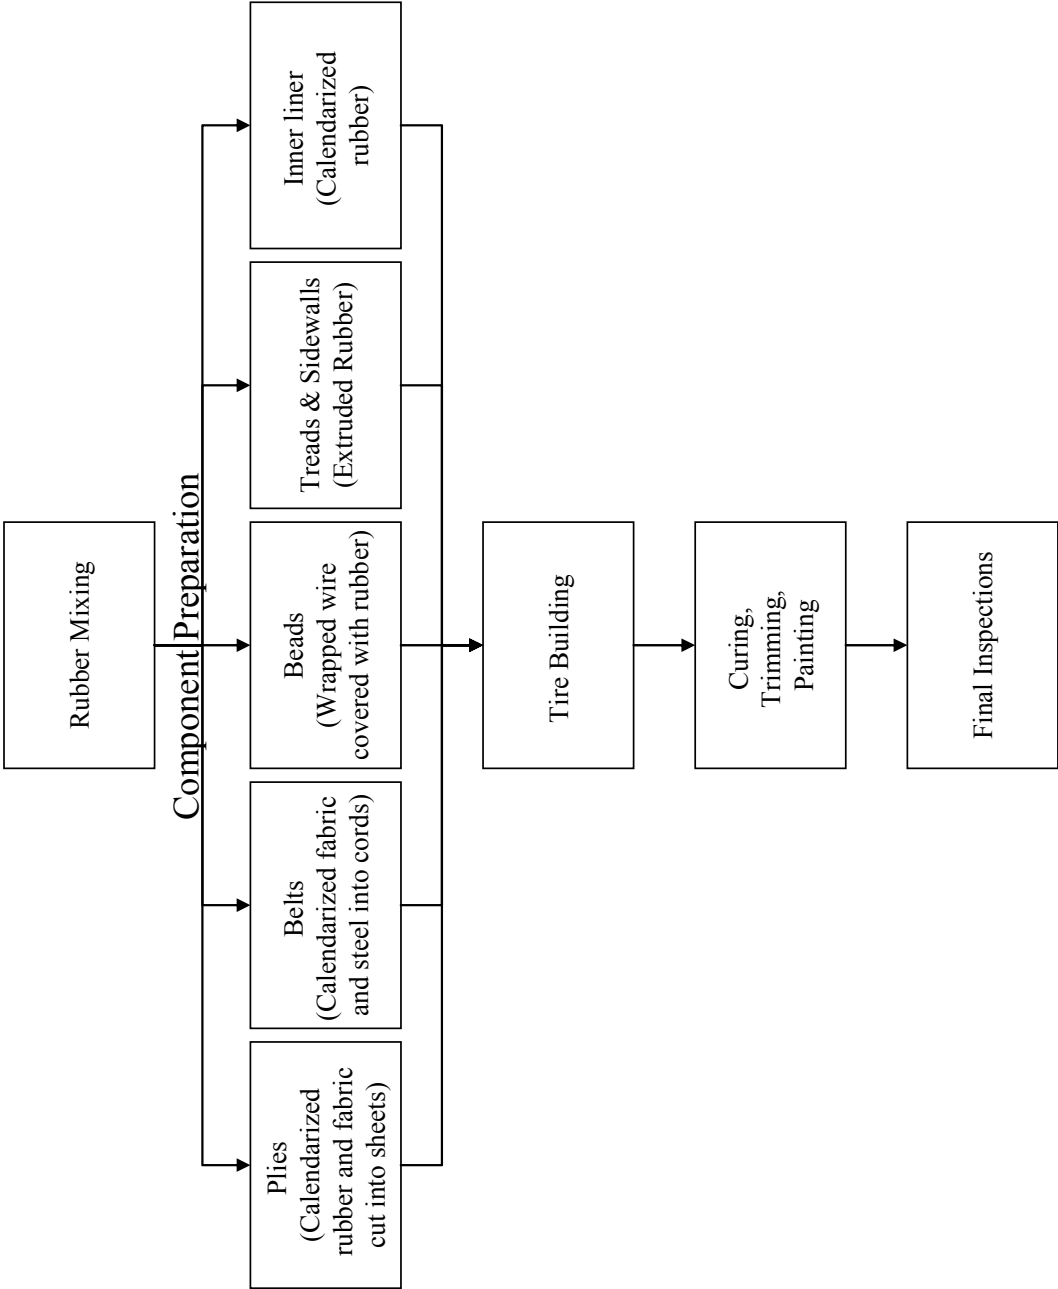 Rubber Mixing
Component Preparation
Plies
(Calendarized
rubber and fabric
cut into sheets)
Belts
(Calendarized fabric
and steel into cords)
Beads
(Wrapped wire
covered with rubber)
Treads & Sidewalls
(Extruded Rubber)
Inner liner
(Calendarized
rubber)
Tire Building
Curing,
Trimming,
Painting
Final Inspections